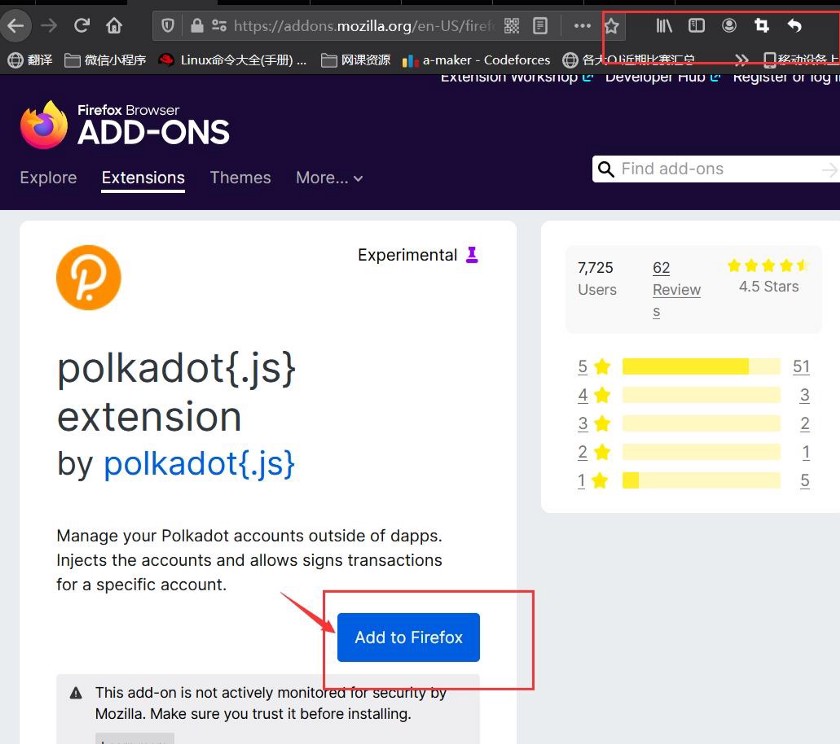 https://addons.mozilla.org/en-US/firef
翻译 微信小程序 Linux命令大全(手册) ... 网课资源 a-maker - Codeforces 各大OJ近期比赛汇总 移动设备上
Extension Workshop Developer Hub Register or log
Firefox Browser
ADD-ONS
Explore Extensions Themes More...
Find add-ons
Experimental
polkadot{.js}
extension
by polkadot{.js}
Manage your Polkadot accounts outside of dapps.
Injects the accounts and allows signs transactions
for a specific account.
Add to Firefox
This add-on is not actively monitored for security by
Mozilla. Make sure you trust it before installing.
7,725
Users
62
Review
s
4.5 Stars
5 51
4 3
3 2
2 1
1 5